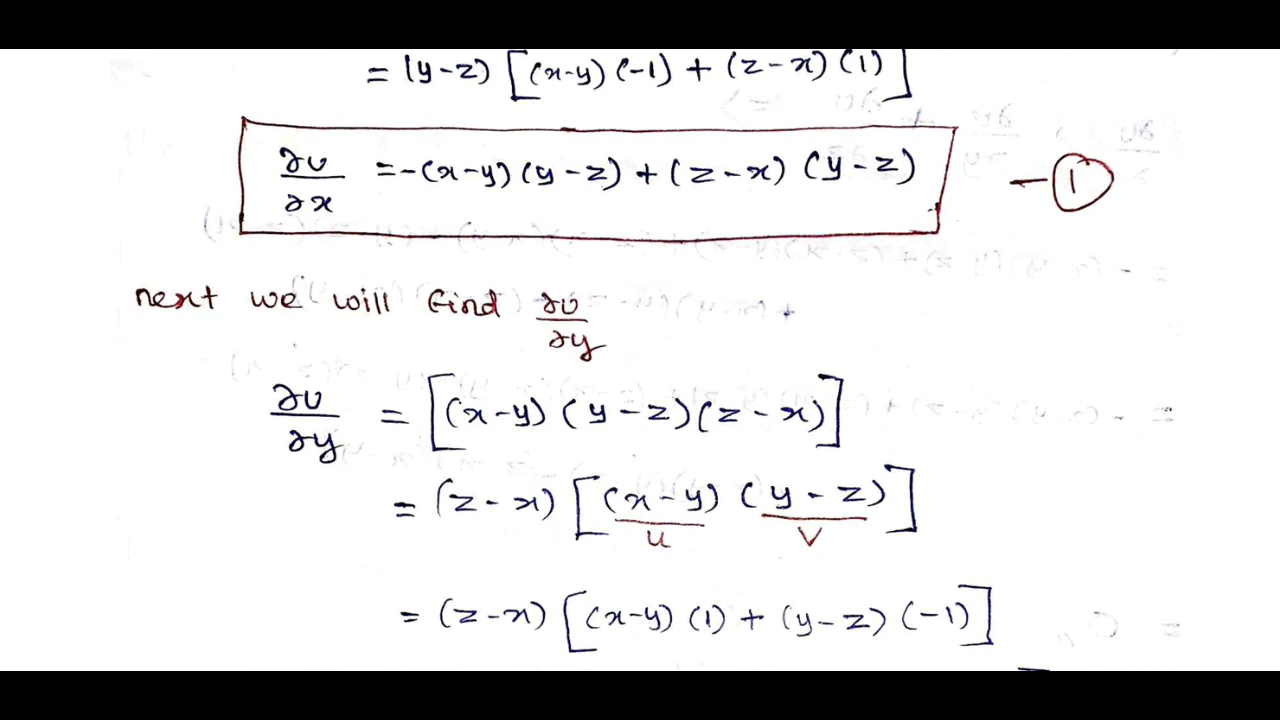 = (y-z) [(x-y) (-1) + (z-x) (1)]
∂υ/∂x = -(x-y) (y-z) + (z-x) (y-z) — ①
next we will find ∂υ/∂y
∂υ/∂y = [(x-y) (y-z) (z-x)]
= (z-x) [(x-y) (y-z)]
u v
= (z-x) [(x-y) (1) + (y-z) (-1)]